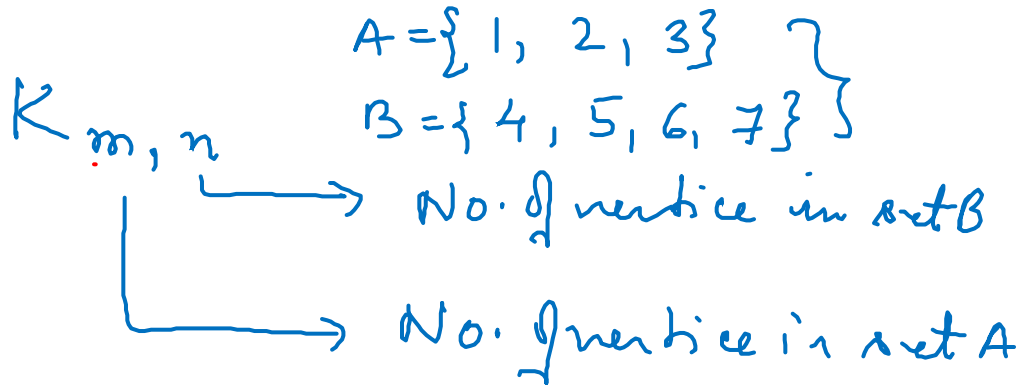 A = { 1, 2, 3 }
B = { 4, 5, 6, 7 }
K m, n
No. of vertice in set B
No. of vertice in set A